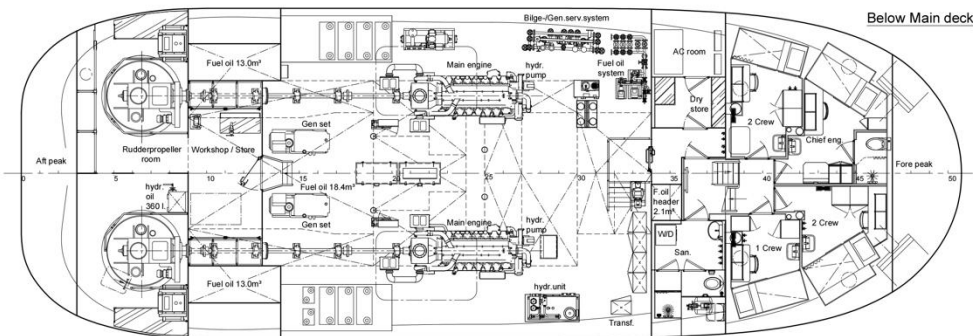 Below Main deck
Bilge-/Gen.serv.system
Fuel oil 13.0m³
Main engine
hydr.
pump
Fuel oil
system
AC room
Dry
store
2 Crew
Chief eng.
Gen set
Aft peak
Rudderpropeller
room
Workshop / Store
Fore peak
0
5
10
15
20
25
30
35
40
45
50
hydr.
oil
360 l.
Fuel oil 18.4m³
F.oil
header
2.1m³
Gen set
Main engine
hydr.
pump
W/D
San.
1 Crew
2 Crew
Fuel oil 13.0m³
hydr.unit
Transf.